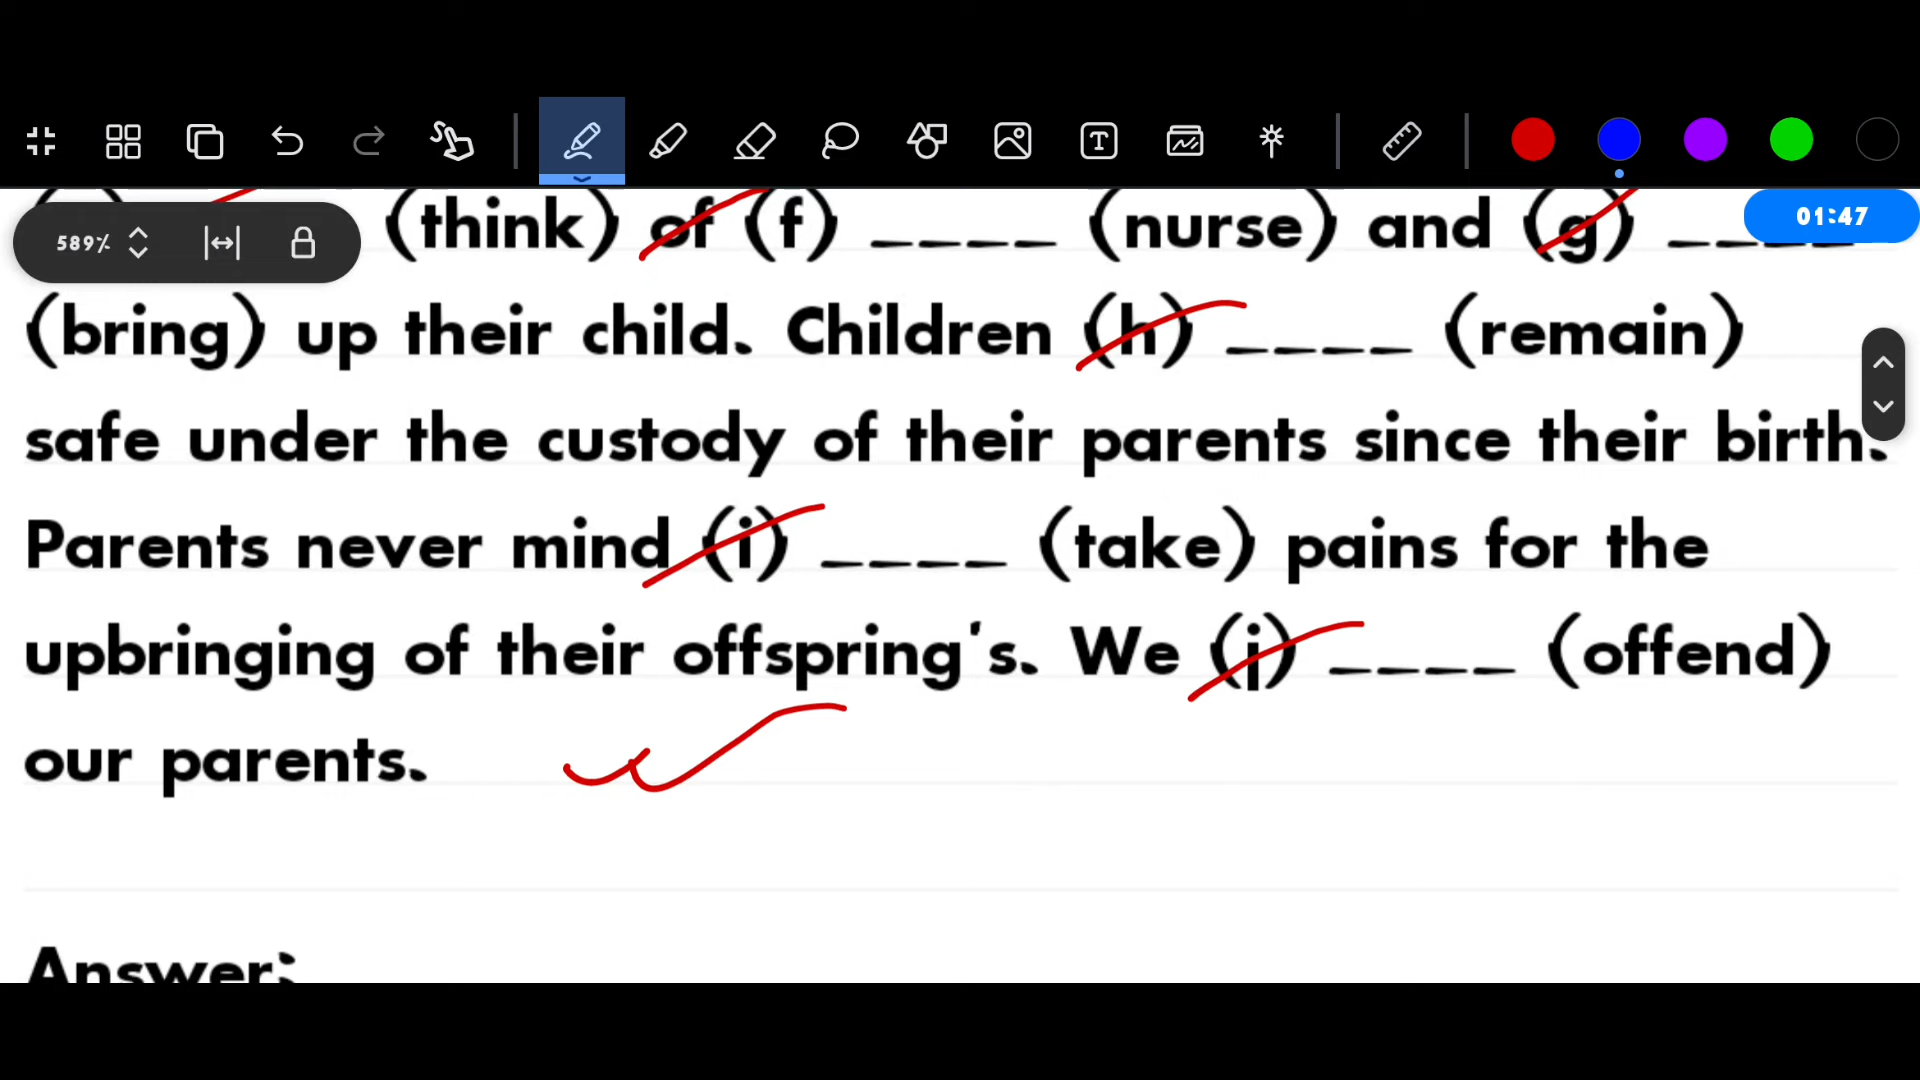 589%
01:47
(think) of (f) ____ (nurse) and (g) ____
(bring) up their child. Children (h) ____ (remain)
safe under the custody of their parents since their birth.
Parents never mind (i) ____ (take) pains for the
upbringing of their offspring's. We (j) ____ (offend)
our parents.
Answer: